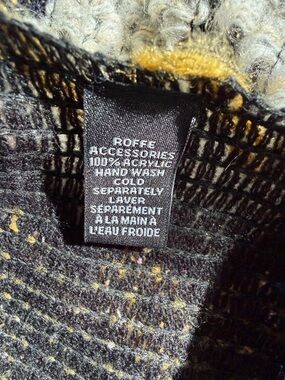 ROFFE
ACCESSORIES
100% ACRYLIC
HAND WASH
COLD
SEPARATELY
LAVER
SÉPARÉMENT
À LA MAIN À
L'EAU FROIDE